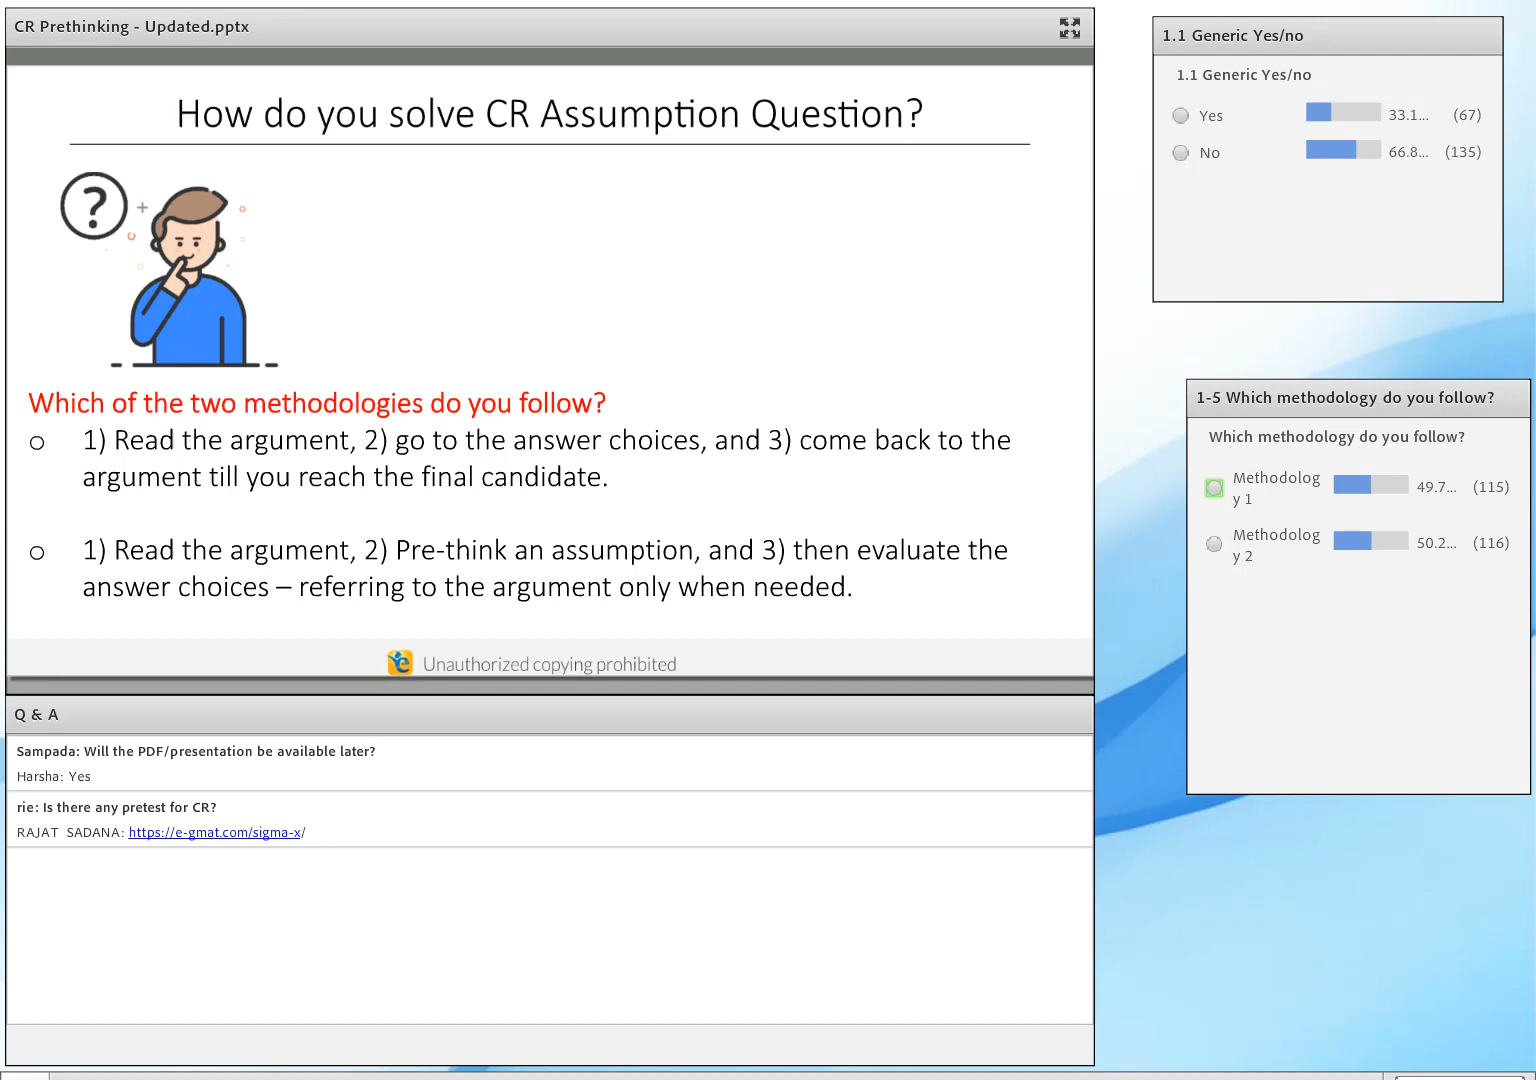 CR Prethinking - Updated.pptx
How do you solve CR Assumption Question?
?
Which of the two methodologies do you follow?
o 1) Read the argument, 2) go to the answer choices, and 3) come back to the
argument till you reach the final candidate.
o 1) Read the argument, 2) Pre-think an assumption, and 3) then evaluate the
answer choices – referring to the argument only when needed.
e Unauthorized copying prohibited
Q & A
Sampada: Will the PDF/presentation be available later?
Harsha: Yes
rie: Is there any pretest for CR?
RAJAT SADANA: https://e-gmat.com/sigma-x/
1.1 Generic Yes/no
1.1 Generic Yes/no
Yes 33.1... (67)
No 66.8... (135)
1-5 Which methodology do you follow?
Which methodology do you follow?
Methodolog
y 1 49.7... (115)
Methodolog
y 2 50.2... (116)